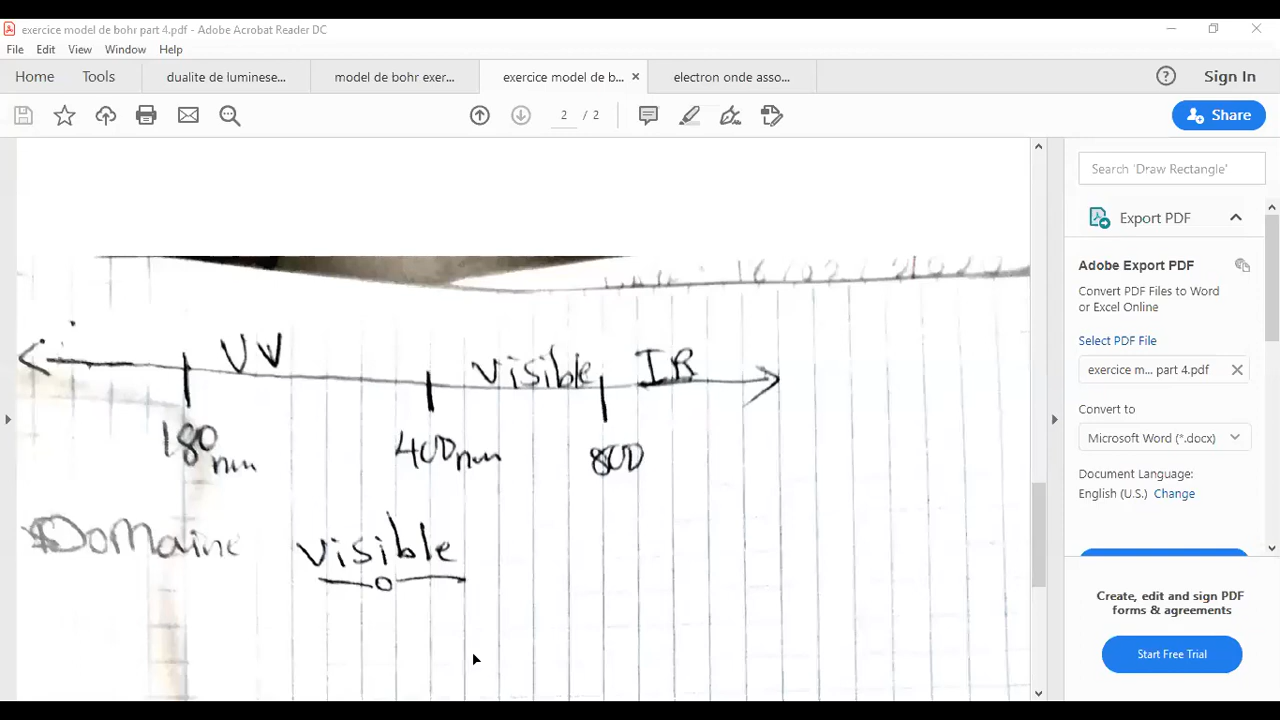 exercice model de bohr part 4.pdf - Adobe Acrobat Reader DC
File Edit View Window Help
Home Tools dualite de luminese... model de bohr exer... exercice model de b... × electron onde asso... Sign In
2 / 2 Share
Search 'Draw Rectangle'
Export PDF
Adobe Export PDF
Convert PDF Files to Word
or Excel Online
Select PDF File
exercice m... part 4.pdf
Convert to
Microsoft Word (*.docx)
Document Language:
English (U.S.) Change
Create, edit and sign PDF
forms & agreements
Start Free Trial
UV visible IR
180 nm 400 nm 800
Domaine visible